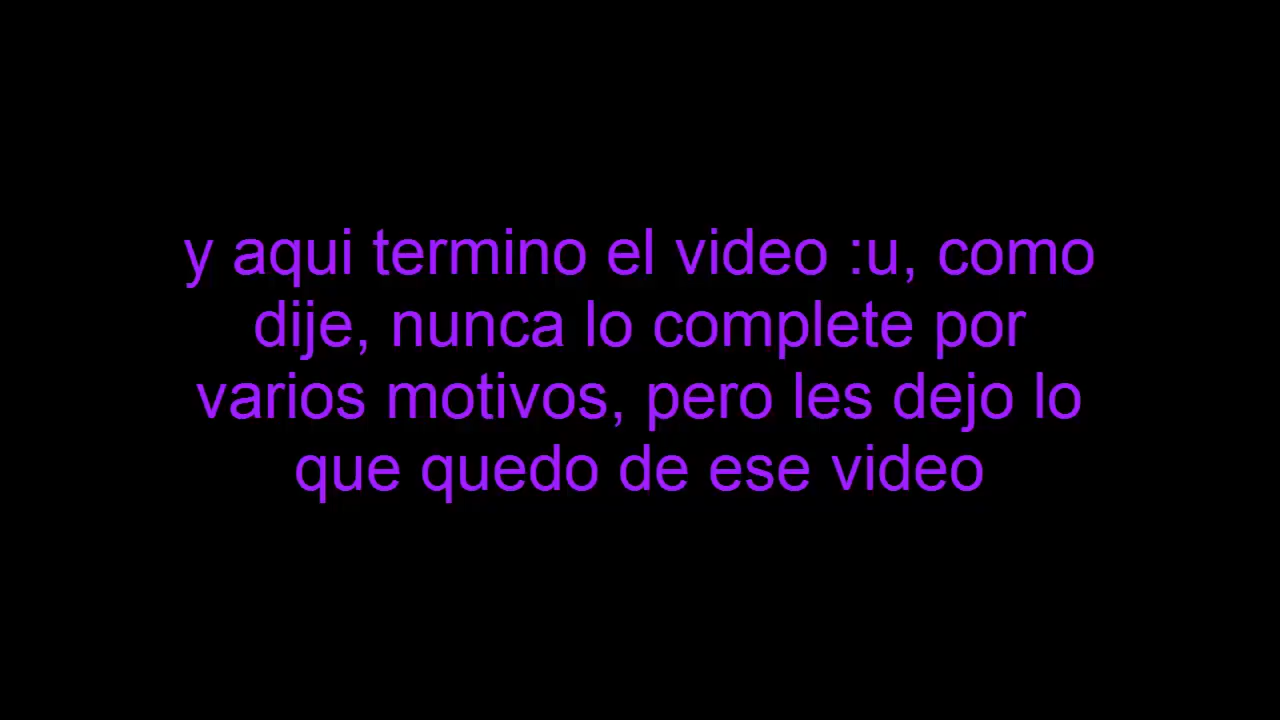 y aqui termino el video :u, como
dije, nunca lo complete por
varios motivos, pero les dejo lo
que quedo de ese video